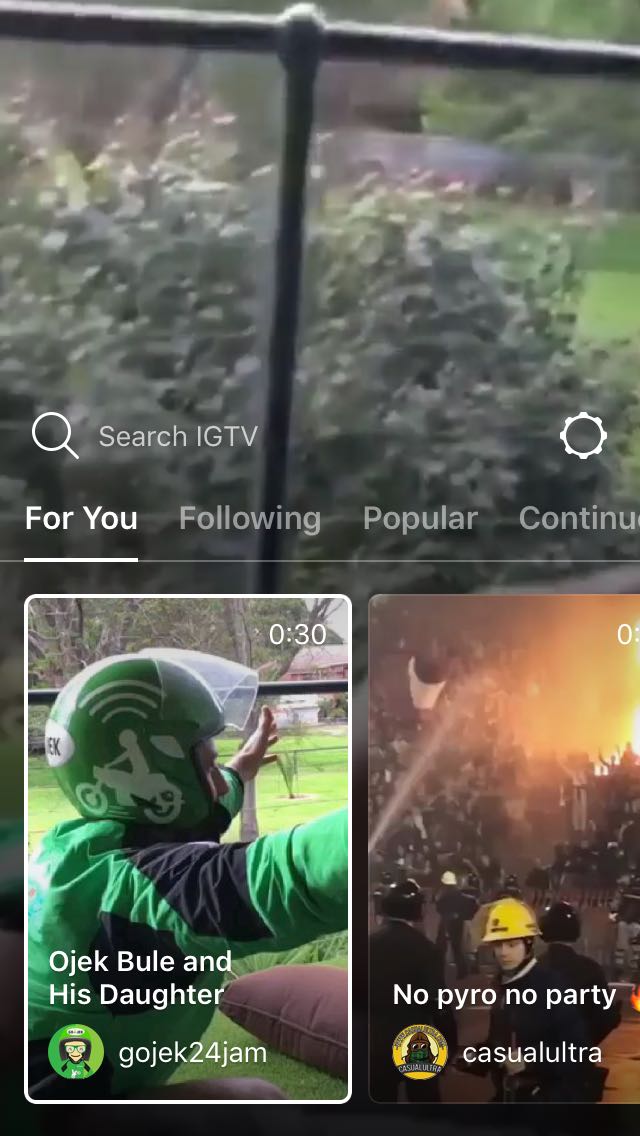 Search IGTV
For You Following Popular Continu
0:30
0:
EK
Ojek Bule and
His Daughter
gojek24jam
No pyro no party 🔥
casualultra
CASUALULTRA